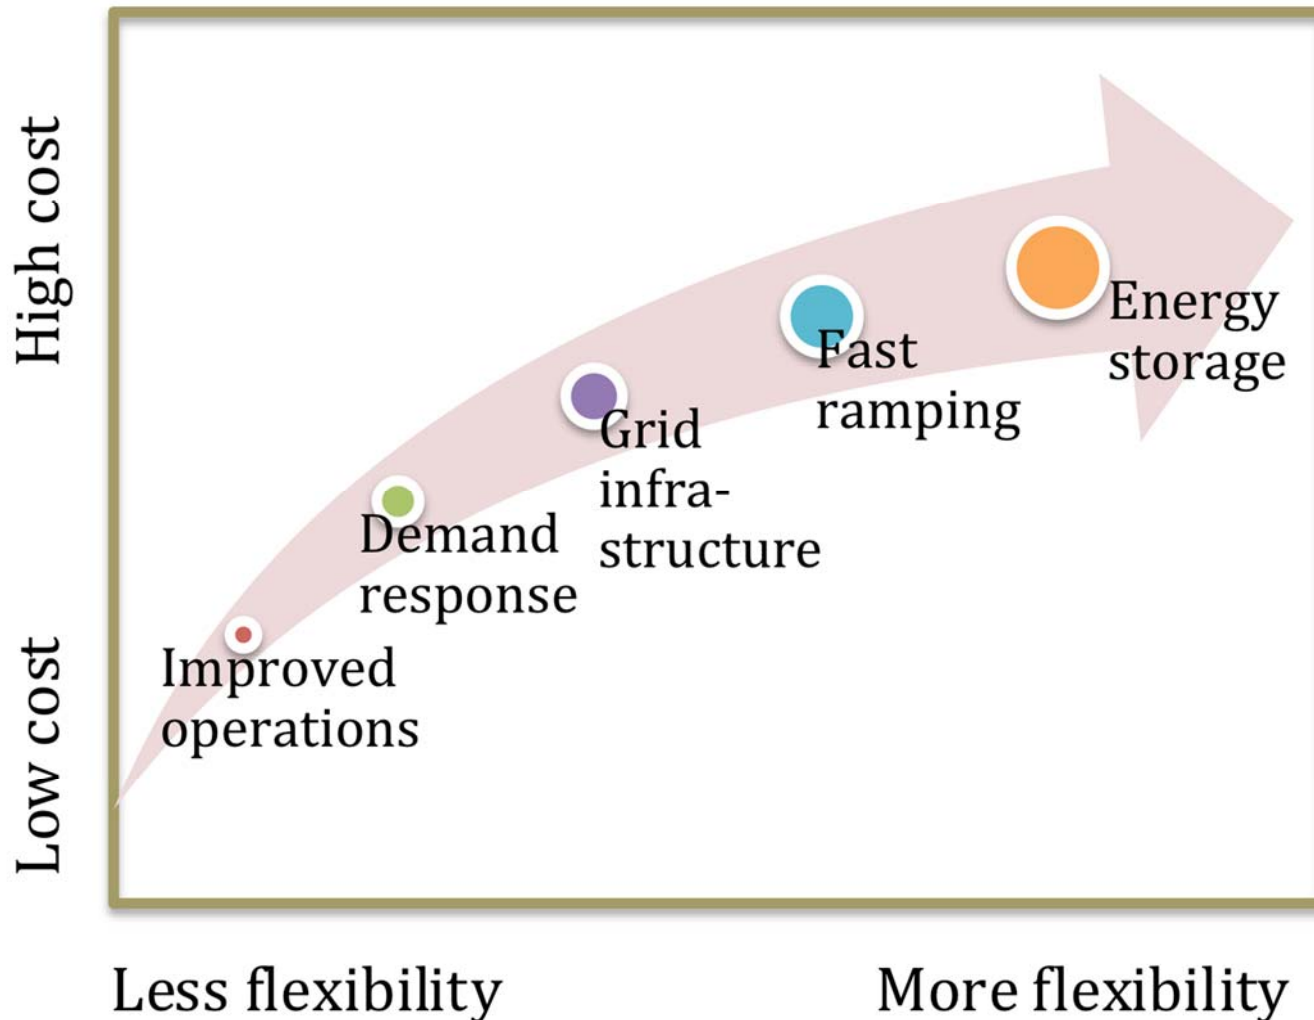 High cost
Low cost
Energy
storage
Fast
ramping
Grid
infra-
structure
Demand
response
Improved
operations
Less flexibility
More flexibility